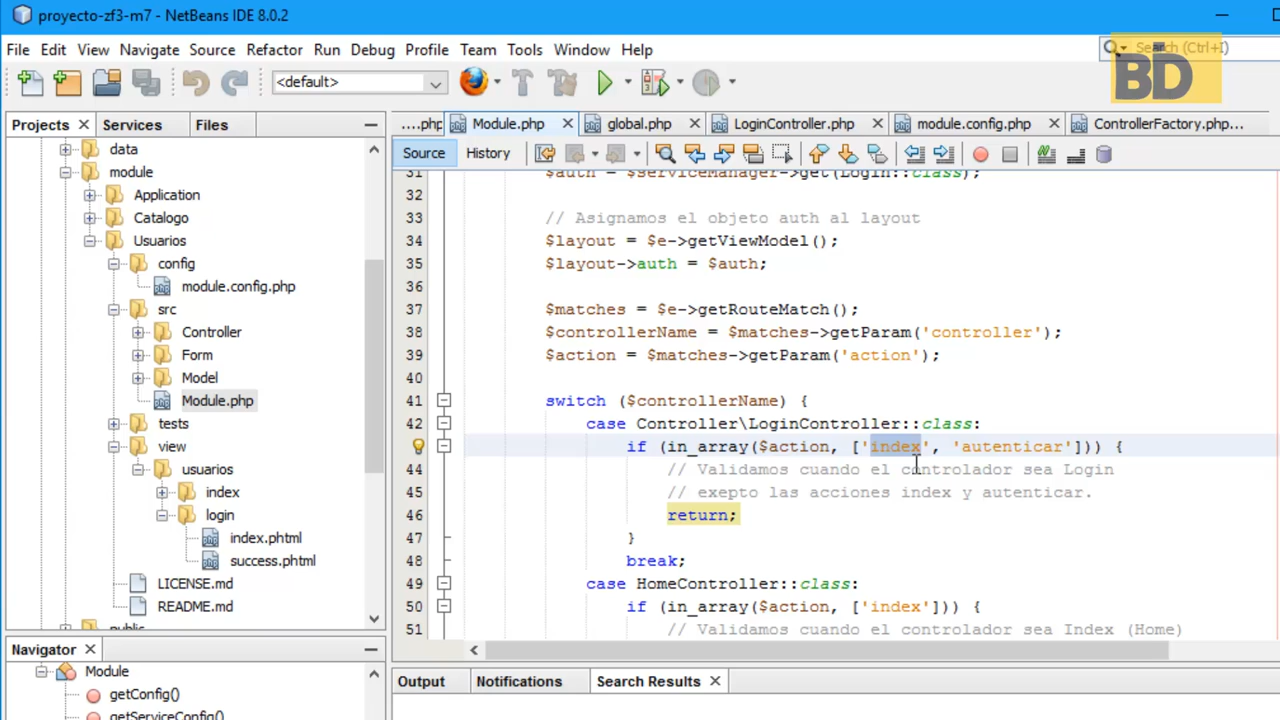 proyecto-zf3-m7 - NetBeans IDE 8.0.2
File Edit View Navigate Source Refactor Run Debug Profile Team Tools Window Help
Search (Ctrl+I)
BD
<default>
Projects Services Files
....php Module.php global.php LoginController.php module.config.php ControllerFactory.php...
Source History
data
module
Application
Catalogo
Usuarios
config
module.config.php
src
Controller
Form
Model
Module.php
tests
view
usuarios
index
login
index.phtml
success.phtml
LICENSE.md
README.md
public
31 $auth = $serviceManager->get(Login::class);
32
33 // Asignamos el objeto auth al layout
34 $layout = $e->getViewModel();
35 $layout->auth = $auth;
36
37 $matches = $e->getRouteMatch();
38 $controllerName = $matches->getParam('controller');
39 $action = $matches->getParam('action');
40
41 switch ($controllerName) {
42 case Controller\LoginController::class:
if (in_array($action, ['index', 'autenticar'])) {
44 // Validamos cuando el controlador sea Login
45 // exepto las acciones index y autenticar.
46 return;
47 }
48 break;
49 case HomeController::class:
50 if (in_array($action, ['index'])) {
51 // Validamos cuando el controlador sea Index (Home)
Navigator
Module
getConfig()
getServiceConfig()
Output Notifications Search Results